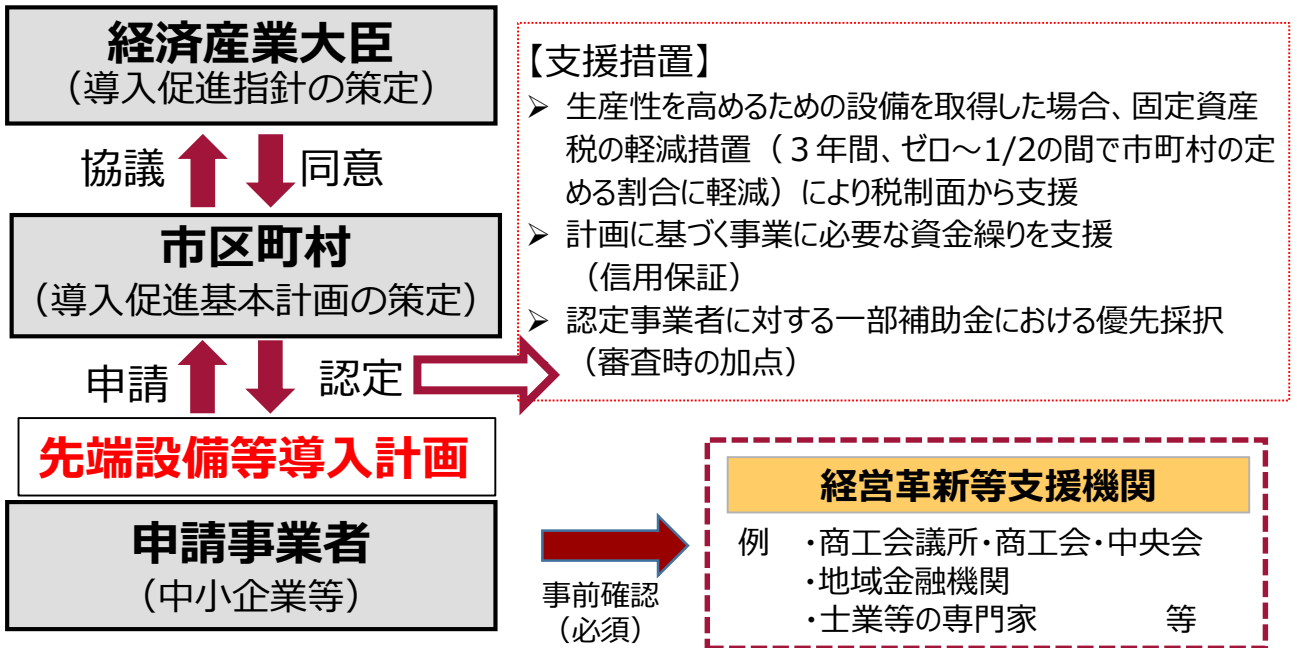 経済産業大臣
（導入促進指針の策定）
協議
同意
市区町村
（導入促進基本計画の策定）
申請
認定
先端設備等導入計画
申請事業者
（中小企業等）
【支援措置】
➢ 生産性を高めるための設備を取得した場合、固定資産
税の軽減措置（３年間、ゼロ～1/2の間で市町村の定
める割合に軽減）により税制面から支援
➢ 計画に基づく事業に必要な資金繰りを支援
（信用保証）
➢ 認定事業者に対する一部補助金における優先採択
（審査時の加点）
事前確認
（必須）
経営革新等支援機関
例 ・商工会議所・商工会・中央会
・地域金融機関
・士業等の専門家 等